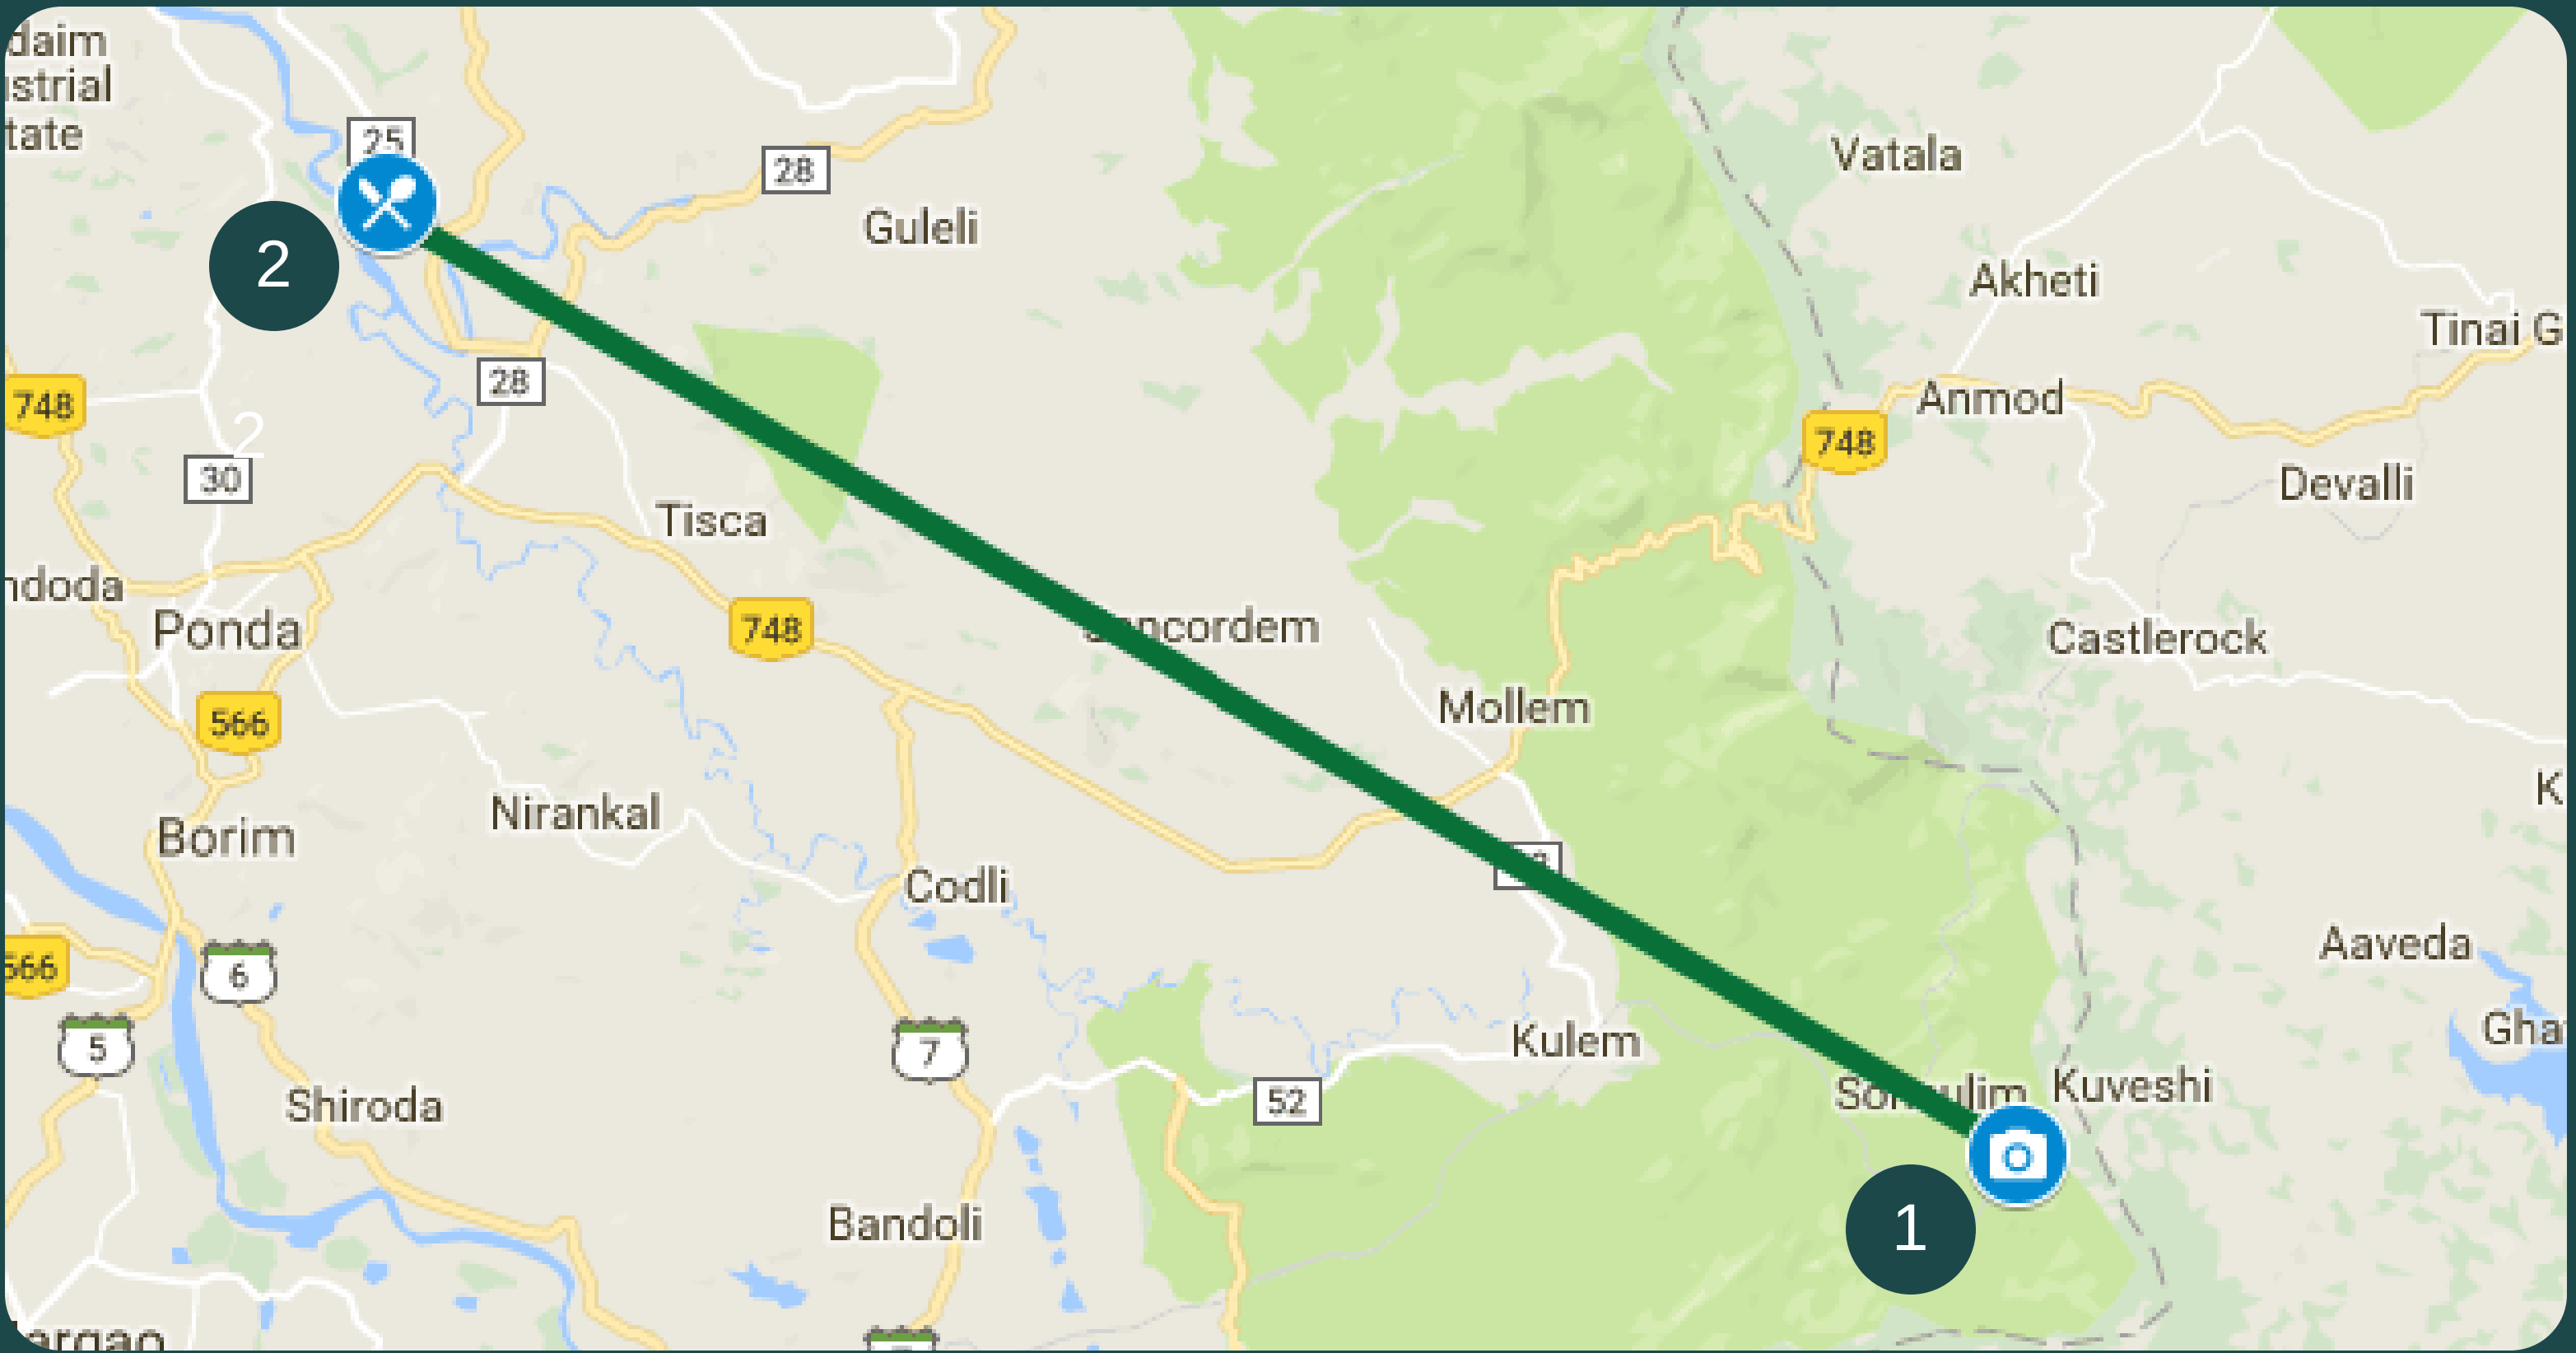 daim
strial
tate
25
28
Guleli
Vatala
Akheti
Tinai G
2
28
748
2
30
Anmod
748
Devalli
Tisca
ndoda
Ponda
748
Castlerock
566
Mollem
K
Nirankal
Borim
Codli
566
6
Aaveda
5
7
Gha
Kulem
52
Kuveshi
Shiroda
1
Bandoli
argao